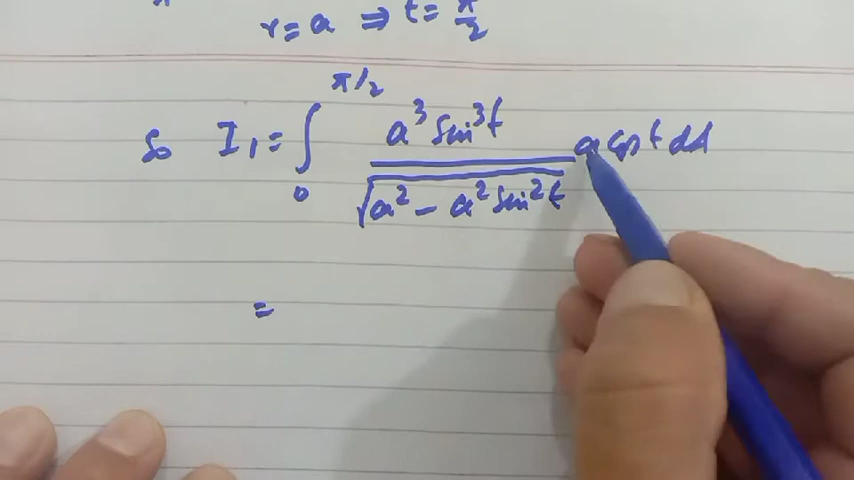 r = a ⇒ t = π/2
So I₁ = ∫₀^{π/2} a³ sin³t / √(a² − a² sin²t) a cos t dt
=